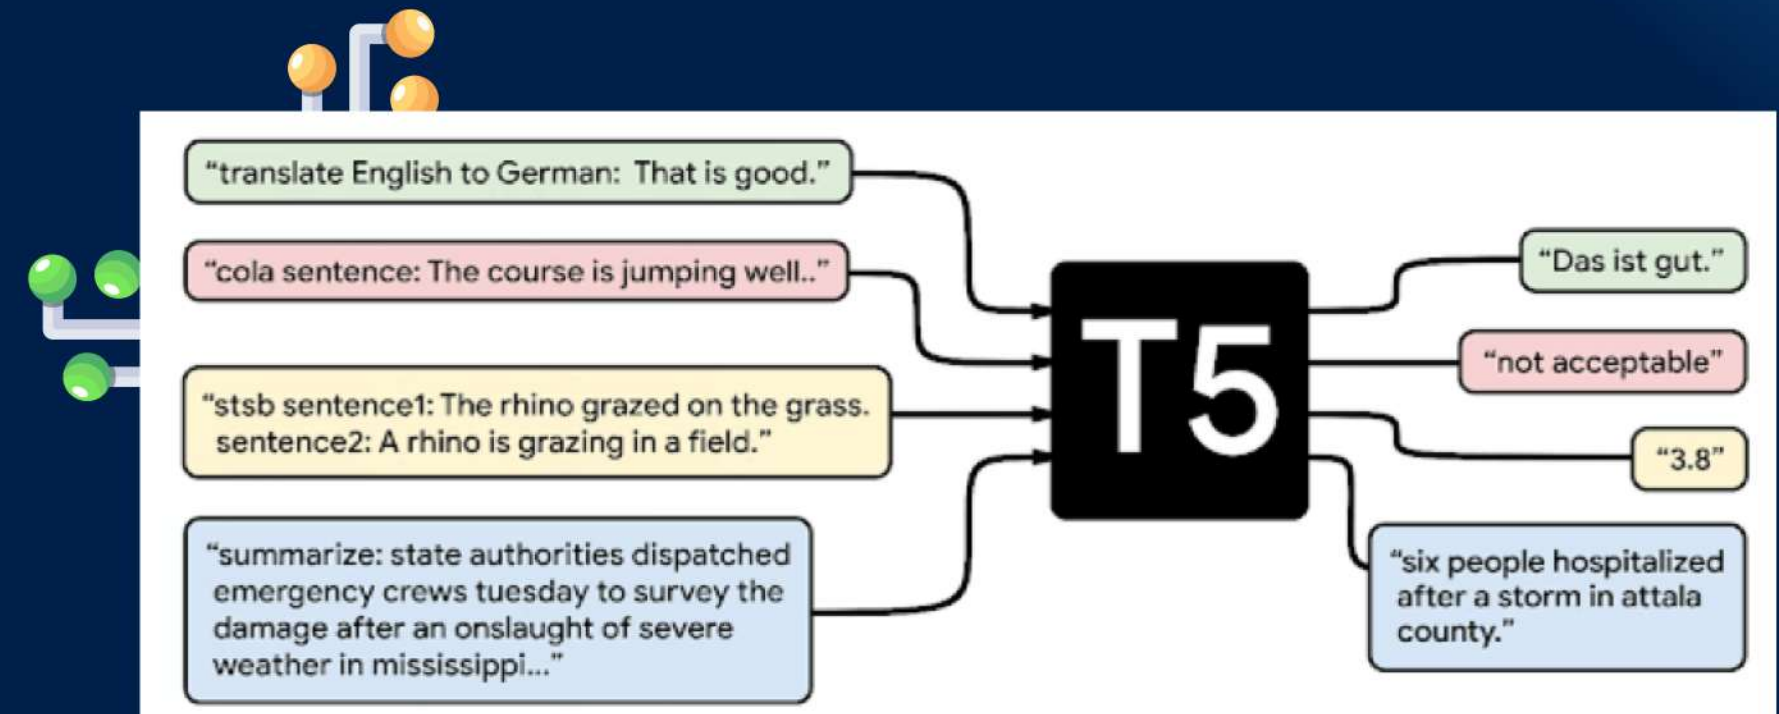 “translate English to German: That is good.”
“cola sentence: The course is jumping well..”
“stsb sentence1: The rhino grazed on the grass.
sentence2: A rhino is grazing in a field.”
“summarize: state authorities dispatched
emergency crews tuesday to survey the
damage after an onslaught of severe
weather in mississippi...”
T5
“Das ist gut.”
“not acceptable”
“3.8”
“six people hospitalized
after a storm in attala
county.”